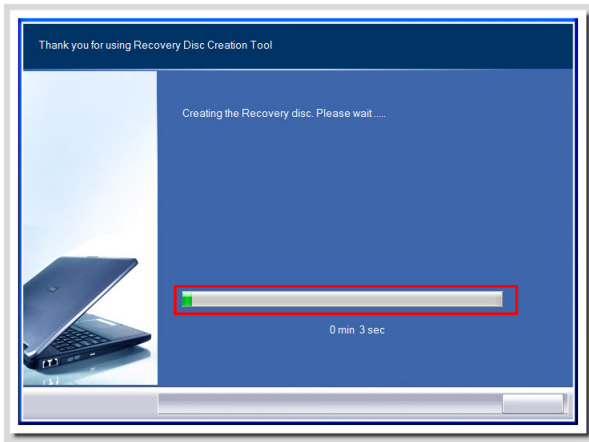 Thank you for using Recovery Disc Creation Tool
Creating the Recovery disc. Please wait .....
0 min 3 sec